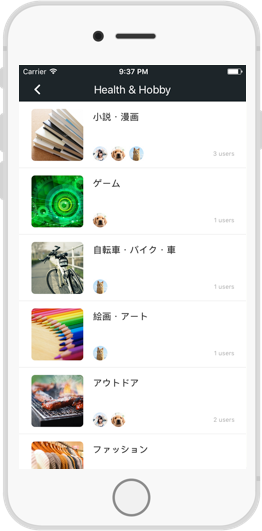 Carrier 9:37 PM
Health & Hobby
小説・漫画
3 users
ゲーム
1 users
自転車・バイク・車
1 users
絵画・アート
1 users
アウトドア
2 users
ファッション